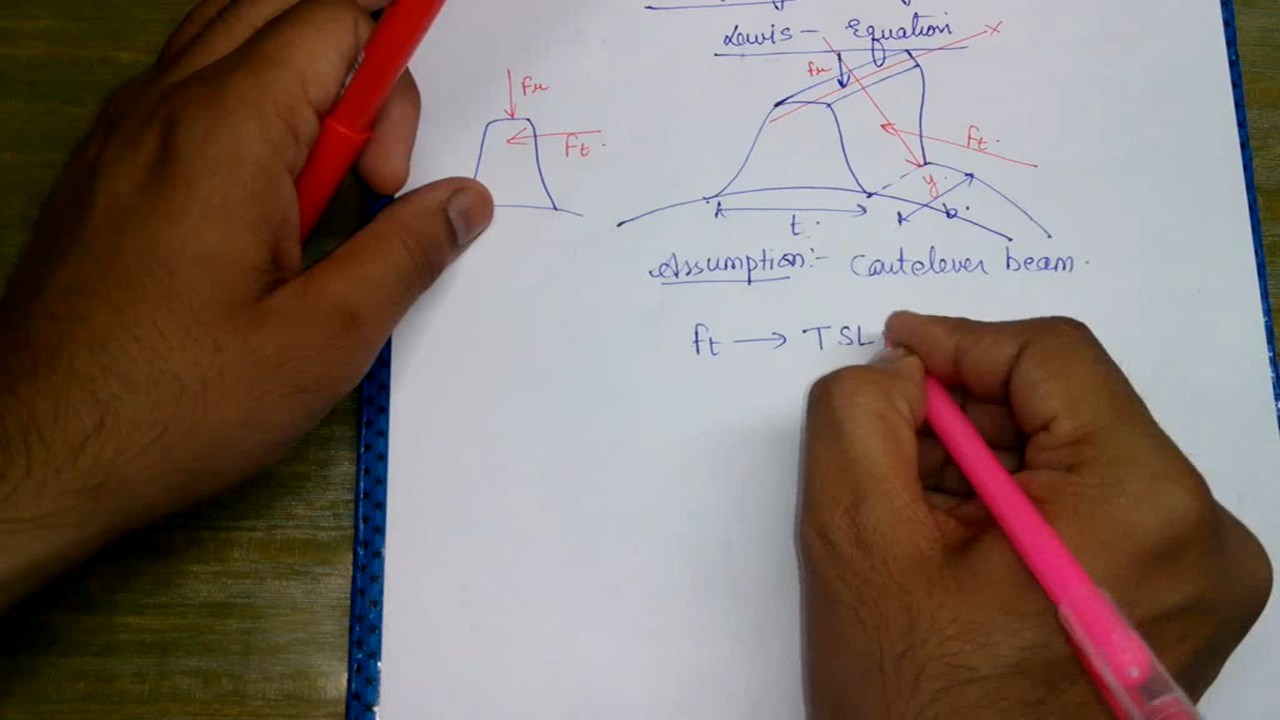 Lewis - Equation
x
fr
Fr
Ft.
ft.
y.
t.
b.
Assumption:- Cantelever beam.
ft → TSL